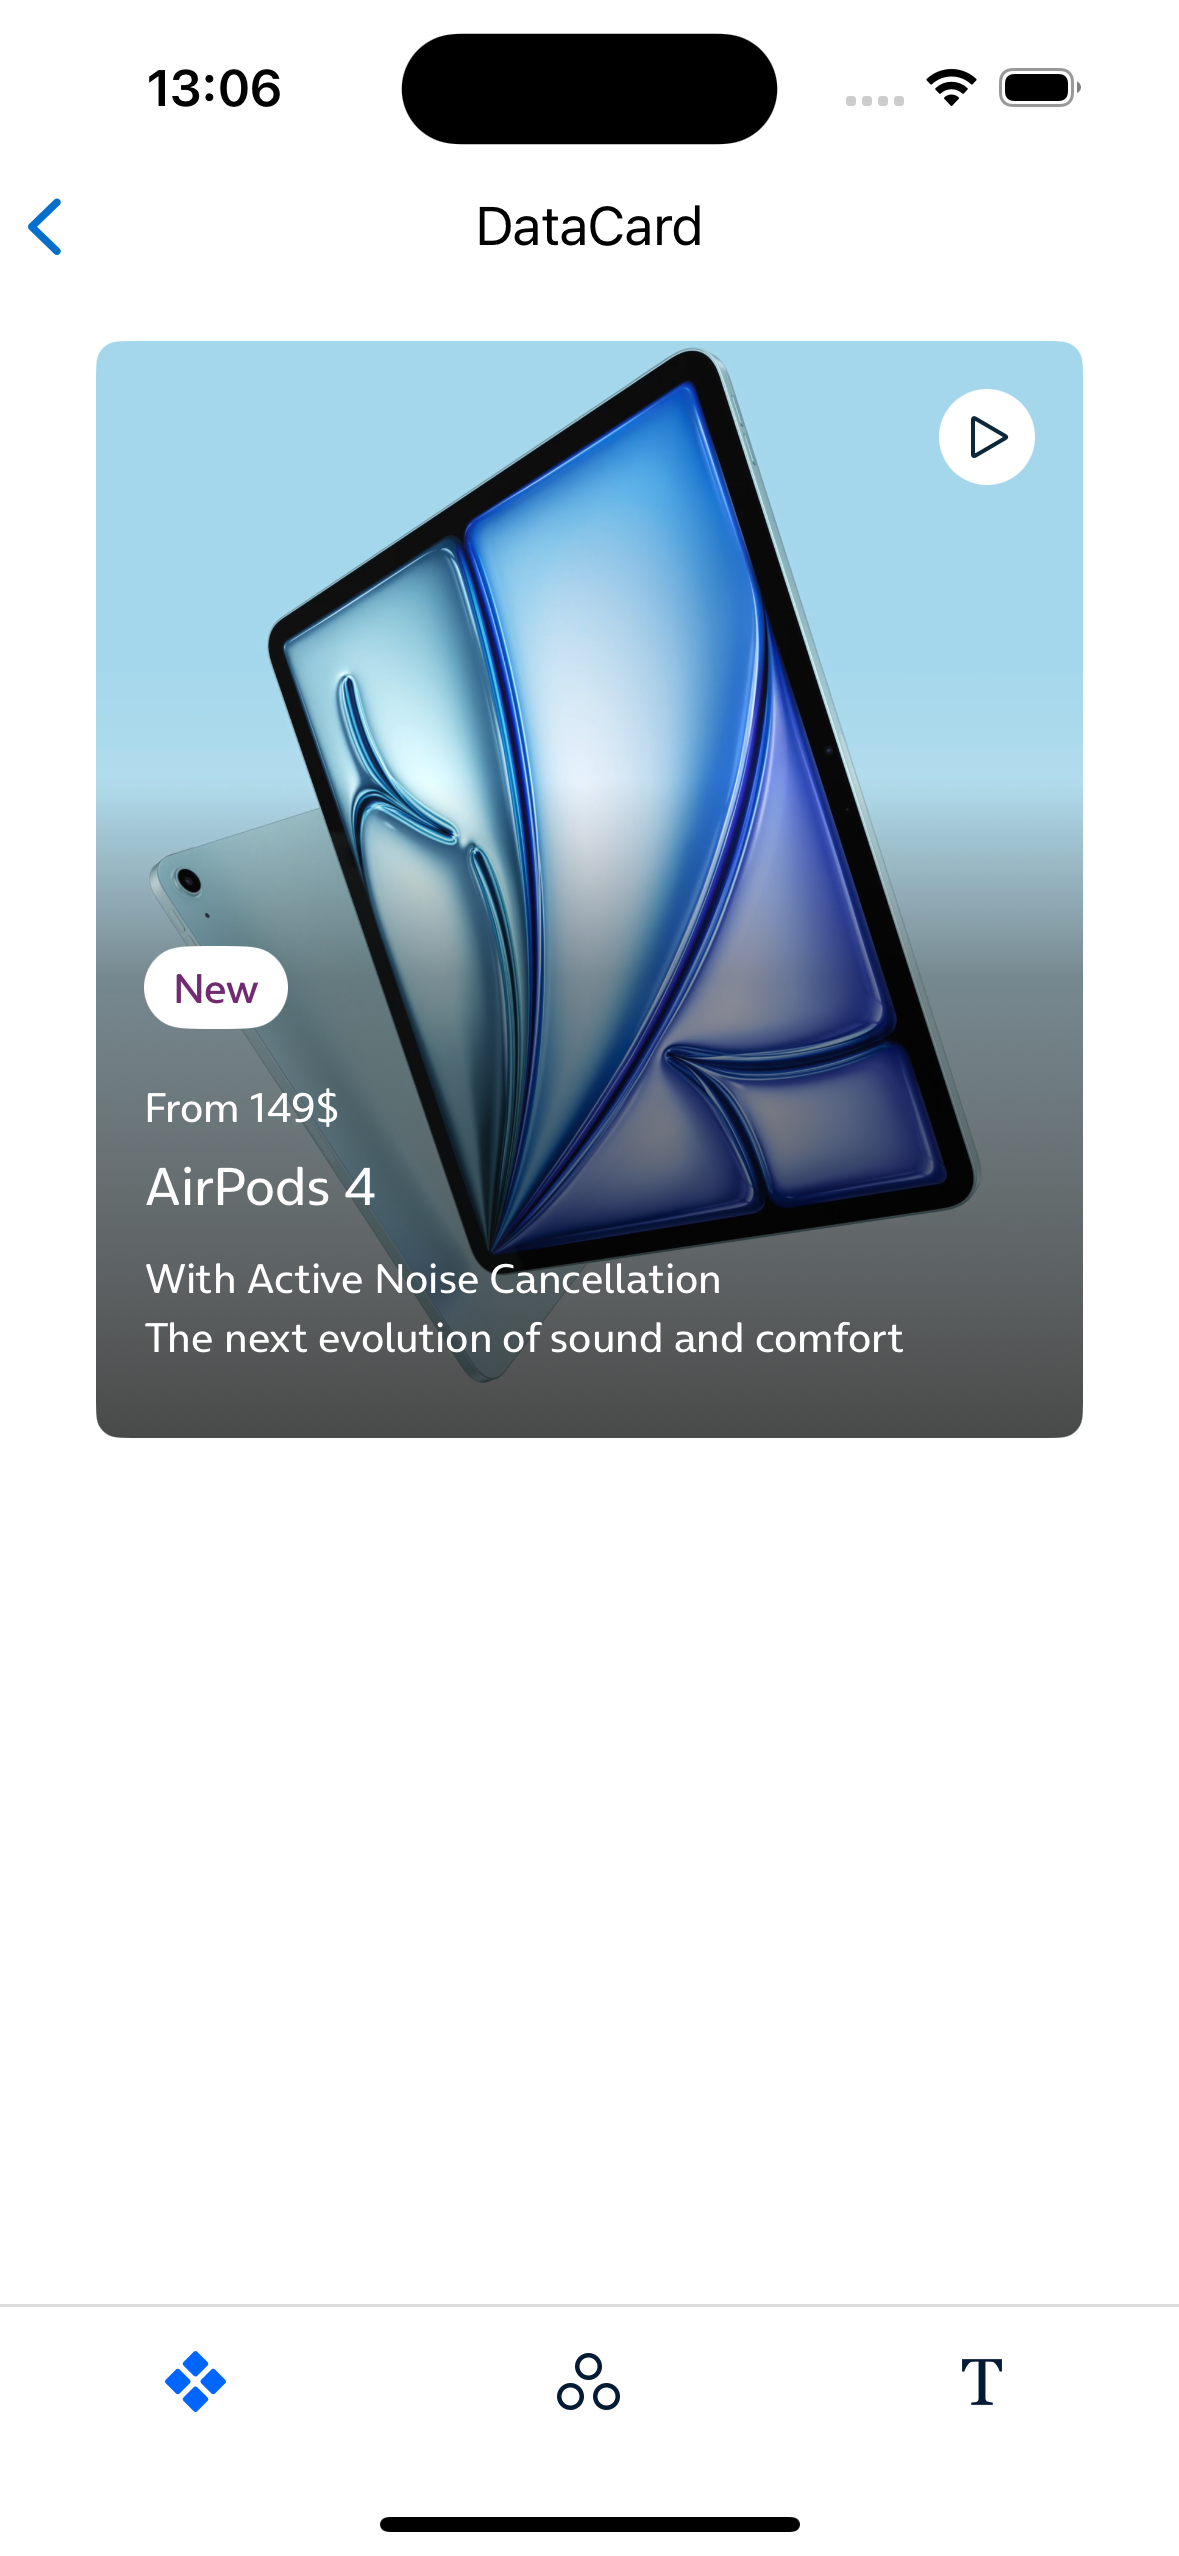 13:06
DataCard
New
From 149$
AirPods 4
With Active Noise Cancellation
The next evolution of sound and comfort
T